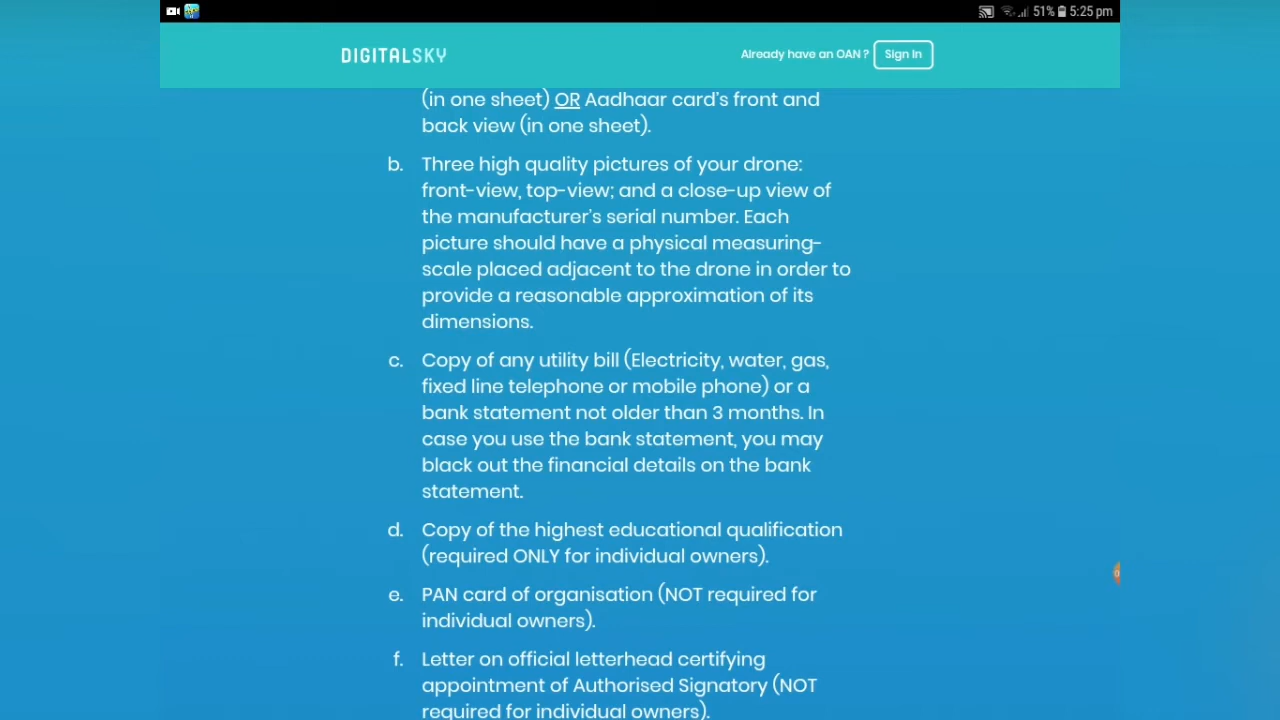 51% 5:25 pm
DIGITALSKY
Already have an OAN ? Sign In
(in one sheet) OR Aadhaar card's front and
back view (in one sheet).
b. Three high quality pictures of your drone:
front-view, top-view; and a close-up view of
the manufacturer's serial number. Each
picture should have a physical measuring-
scale placed adjacent to the drone in order to
provide a reasonable approximation of its
dimensions.
c. Copy of any utility bill (Electricity, water, gas,
fixed line telephone or mobile phone) or a
bank statement not older than 3 months. In
case you use the bank statement, you may
black out the financial details on the bank
statement.
d. Copy of the highest educational qualification
(required ONLY for individual owners).
e. PAN card of organisation (NOT required for
individual owners).
f. Letter on official letterhead certifying
appointment of Authorised Signatory (NOT
required for individual owners).